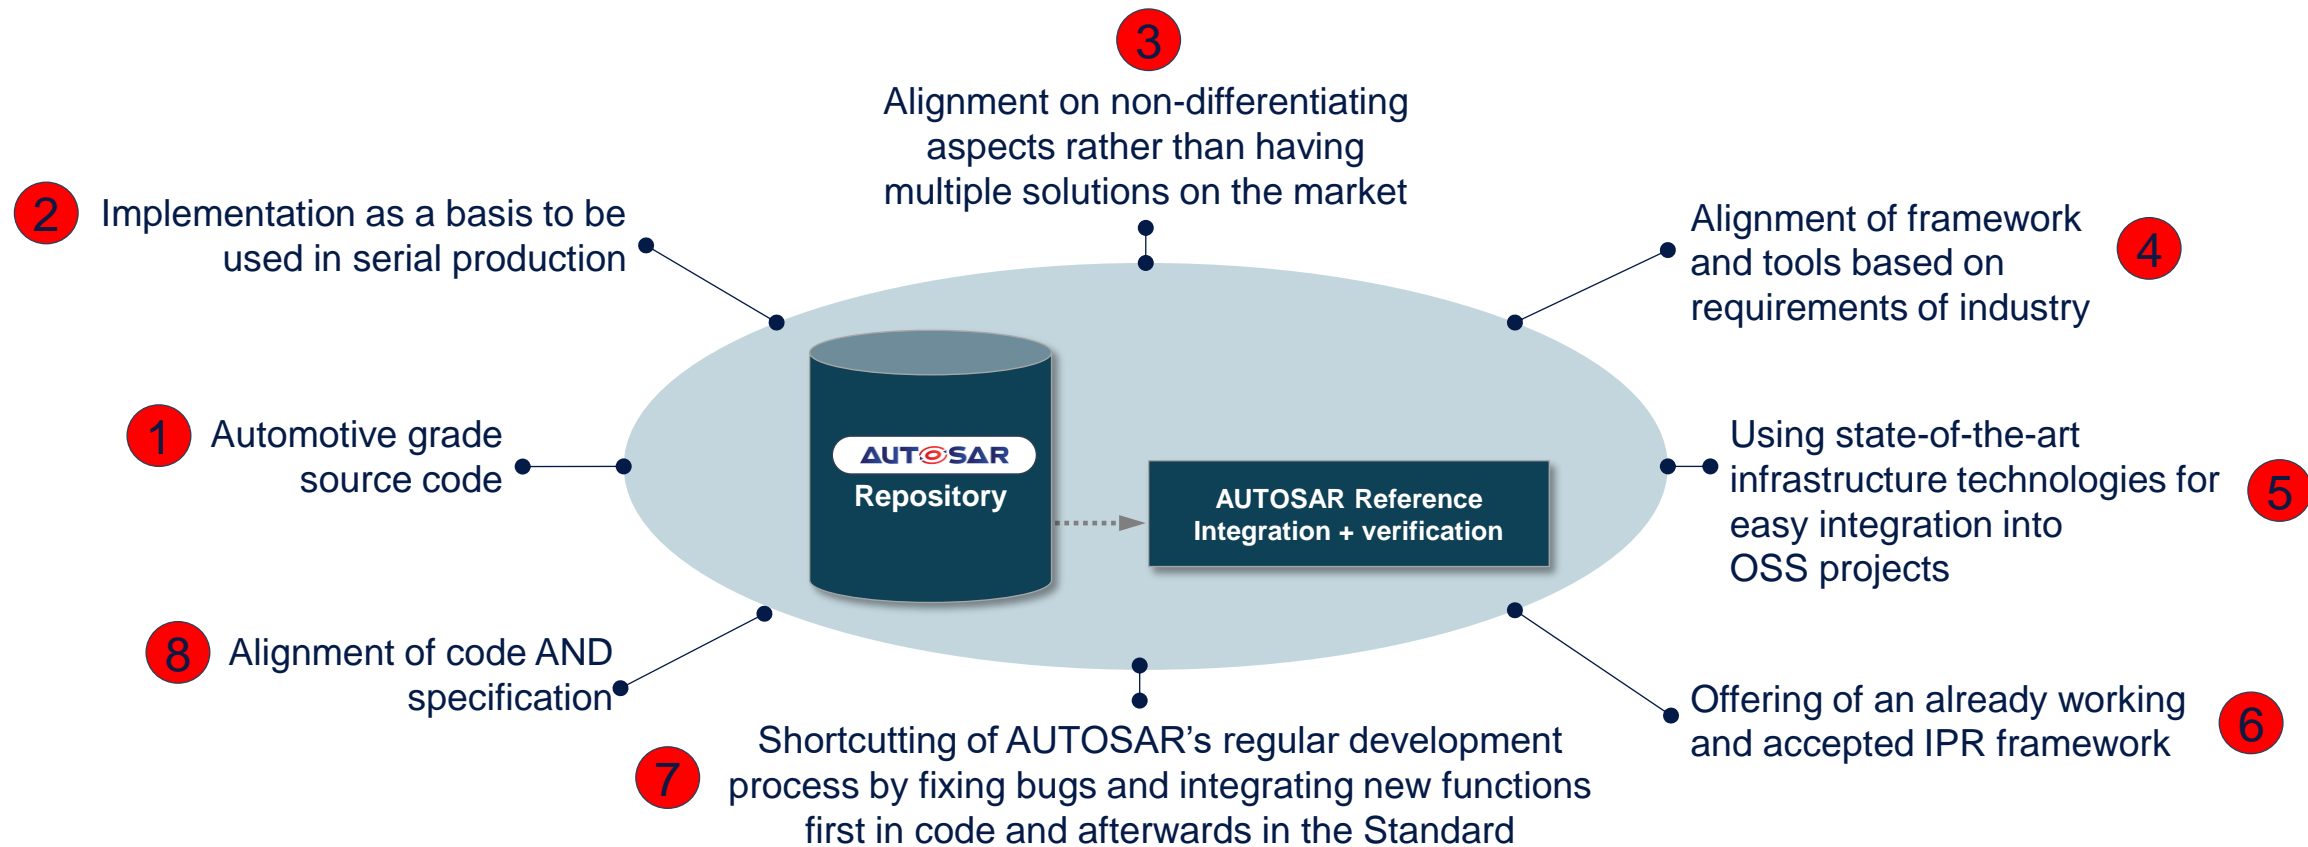 3
Alignment on non-differentiating
aspects rather than having
multiple solutions on the market
2
Implementation as a basis to be
used in serial production
Alignment of framework
and tools based on
requirements of industry
4
1
Automotive grade
source code
AUTOSAR
Repository
AUTOSAR Reference
Integration + verification
Using state-of-the-art
infrastructure technologies for
easy integration into
OSS projects
5
8
Alignment of code AND
specification
Offering of an already working
and accepted IPR framework
6
7
Shortcutting of AUTOSAR’s regular development
process by fixing bugs and integrating new functions
first in code and afterwards in the Standard